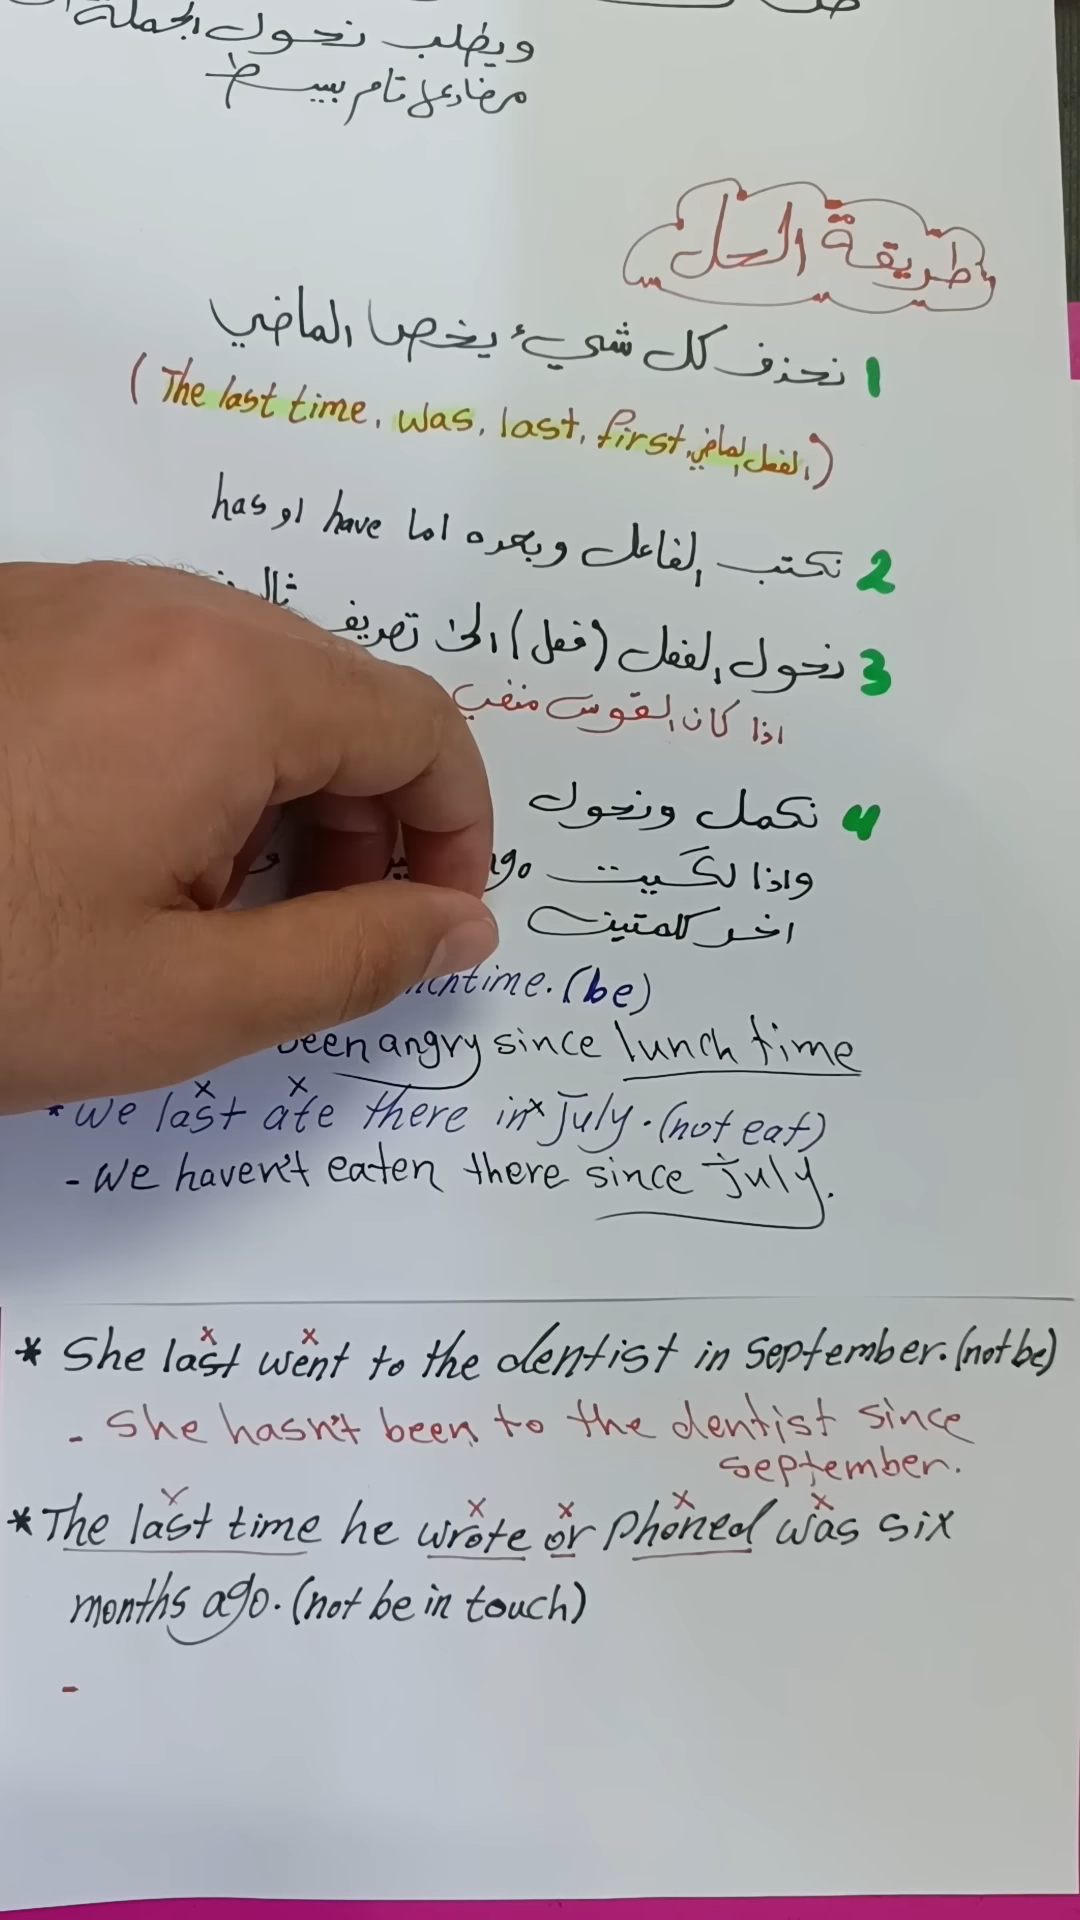 ويطلب نحول الجملة
مضارع تام بسيط
طريقة الحل
1 نحذف كل شيء يخص الماضي
(The last time, was, last, first, الفعل الماضي)
2 نكتب الفاعل وبعده اما have او has
3 نحول الفعل (فعل) الى تصريف ثالث
اذا كان القوس منفي
4 نكمل ونحول
واذا لگيت ago
اخر كلمتين
(be)
been angry since lunch time
* We last ate there in July. (not eat)
- We haven't eaten there since July.
* She last went to the dentist in September. (not be)
- She hasn't been to the dentist since
september.
* The last time he wrote or phoned was six
months ago. (not be in touch)
-